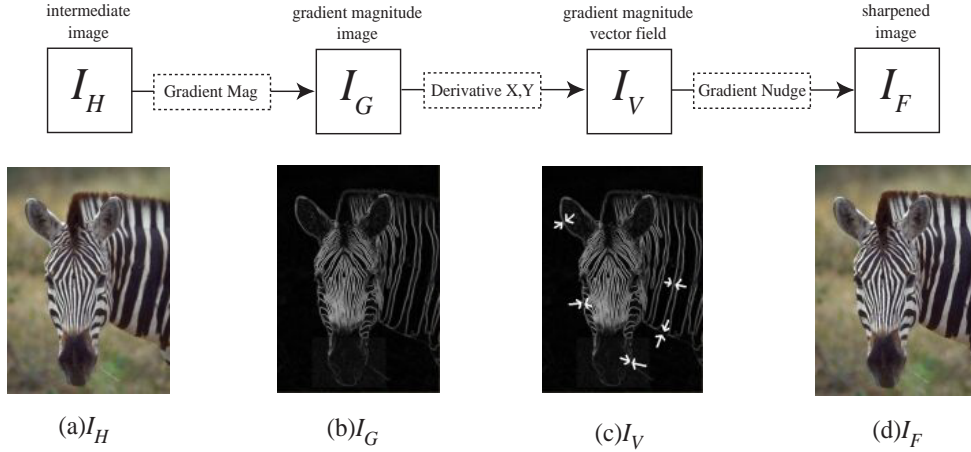 intermediate
image
gradient magnitude
image
gradient magnitude
vector field
sharpened
image
I_H
Gradient Mag
I_G
Derivative X,Y
I_V
Gradient Nudge
I_F
(a)I_H
(b)I_G
(c)I_V
(d)I_F